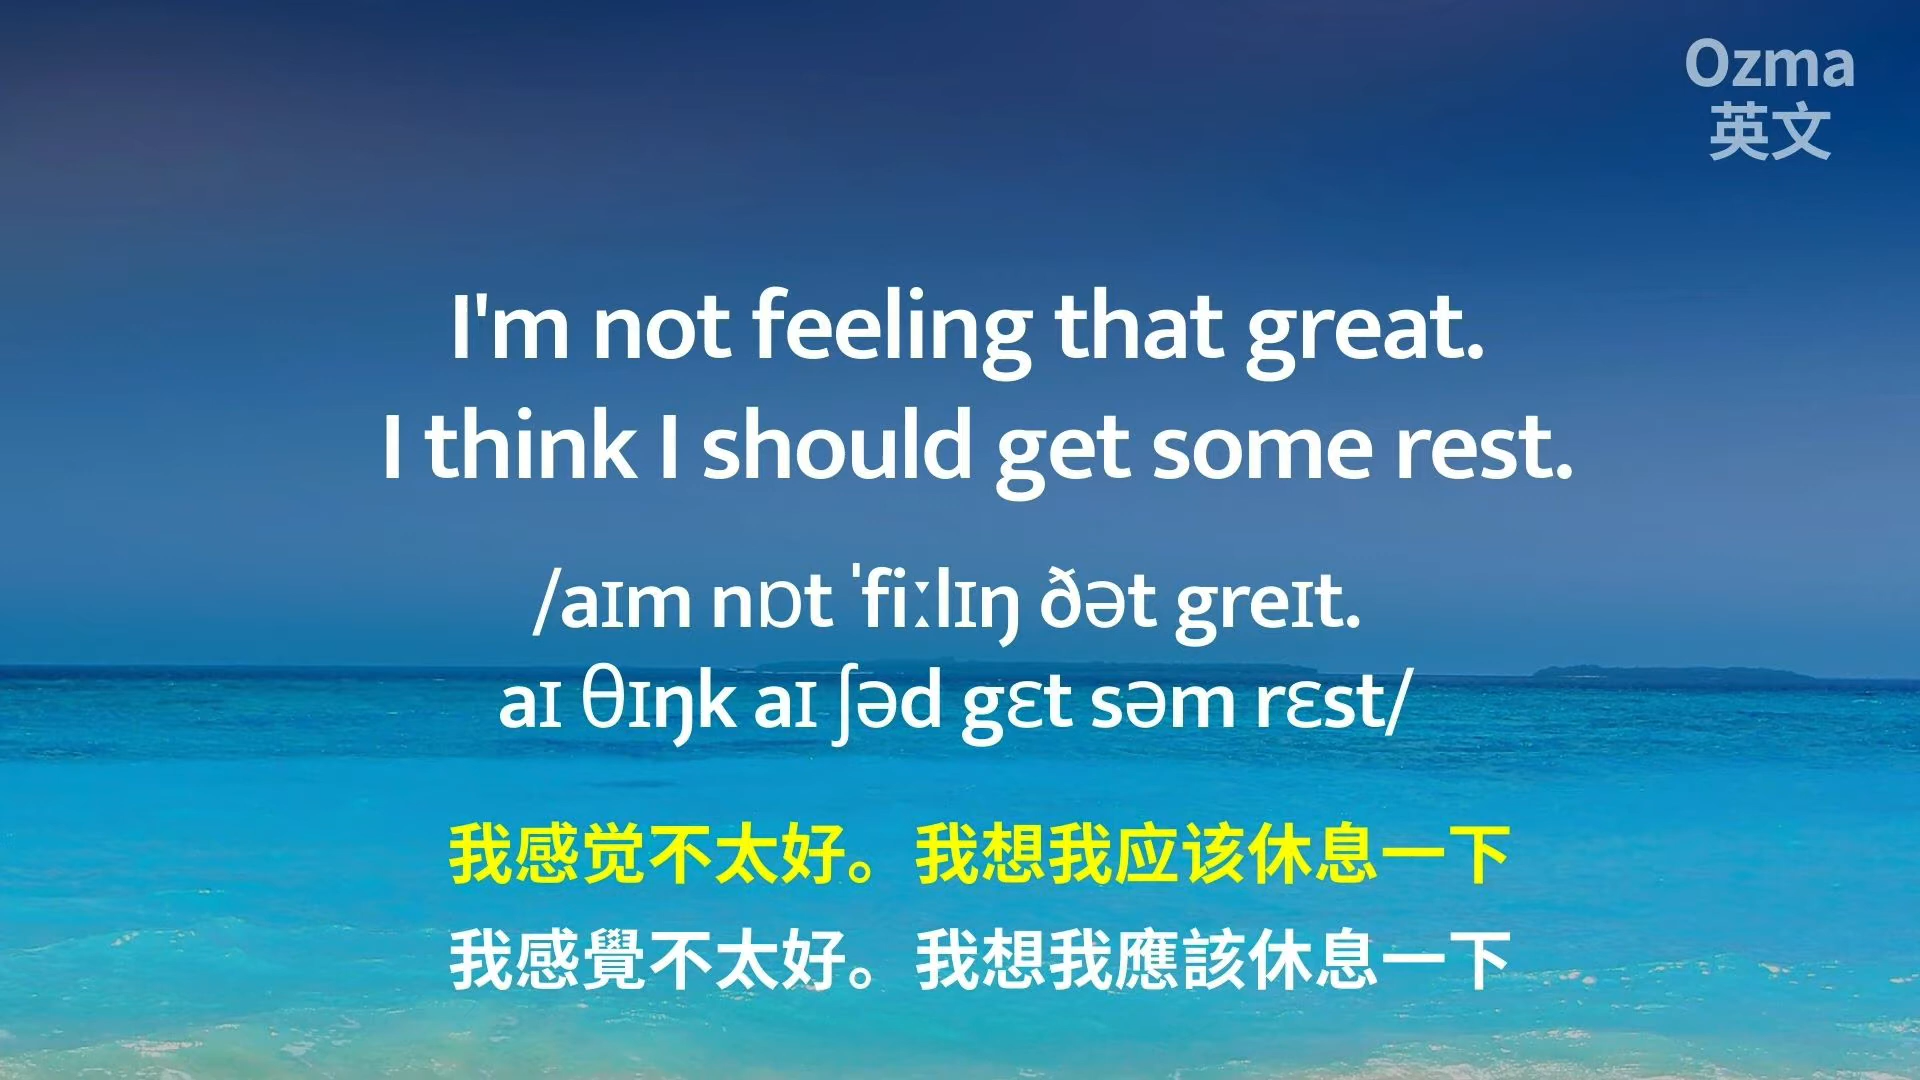 Ozma
英文
I'm not feeling that great.
I think I should get some rest.
/aɪm nɒt ˈfiːlɪŋ ðət greɪt.
aɪ θɪŋk aɪ ʃəd gɛt səm rɛst/
我感觉不太好。我想我应该休息一下
我感覺不太好。我想我應該休息一下